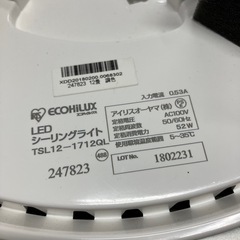 XOD20180200 0066302
247823 12畳 調色
ECOHILUX
LED
シーリングライト
TSL12-1712QL
247823
入力電流 0.53A
アイリスオーヤマ(株)
定格電圧 AC100V
定格周波数 50/60Hz
定格消費電力 52W
使用環境温度範囲 5~35℃
LOT No. 1802231